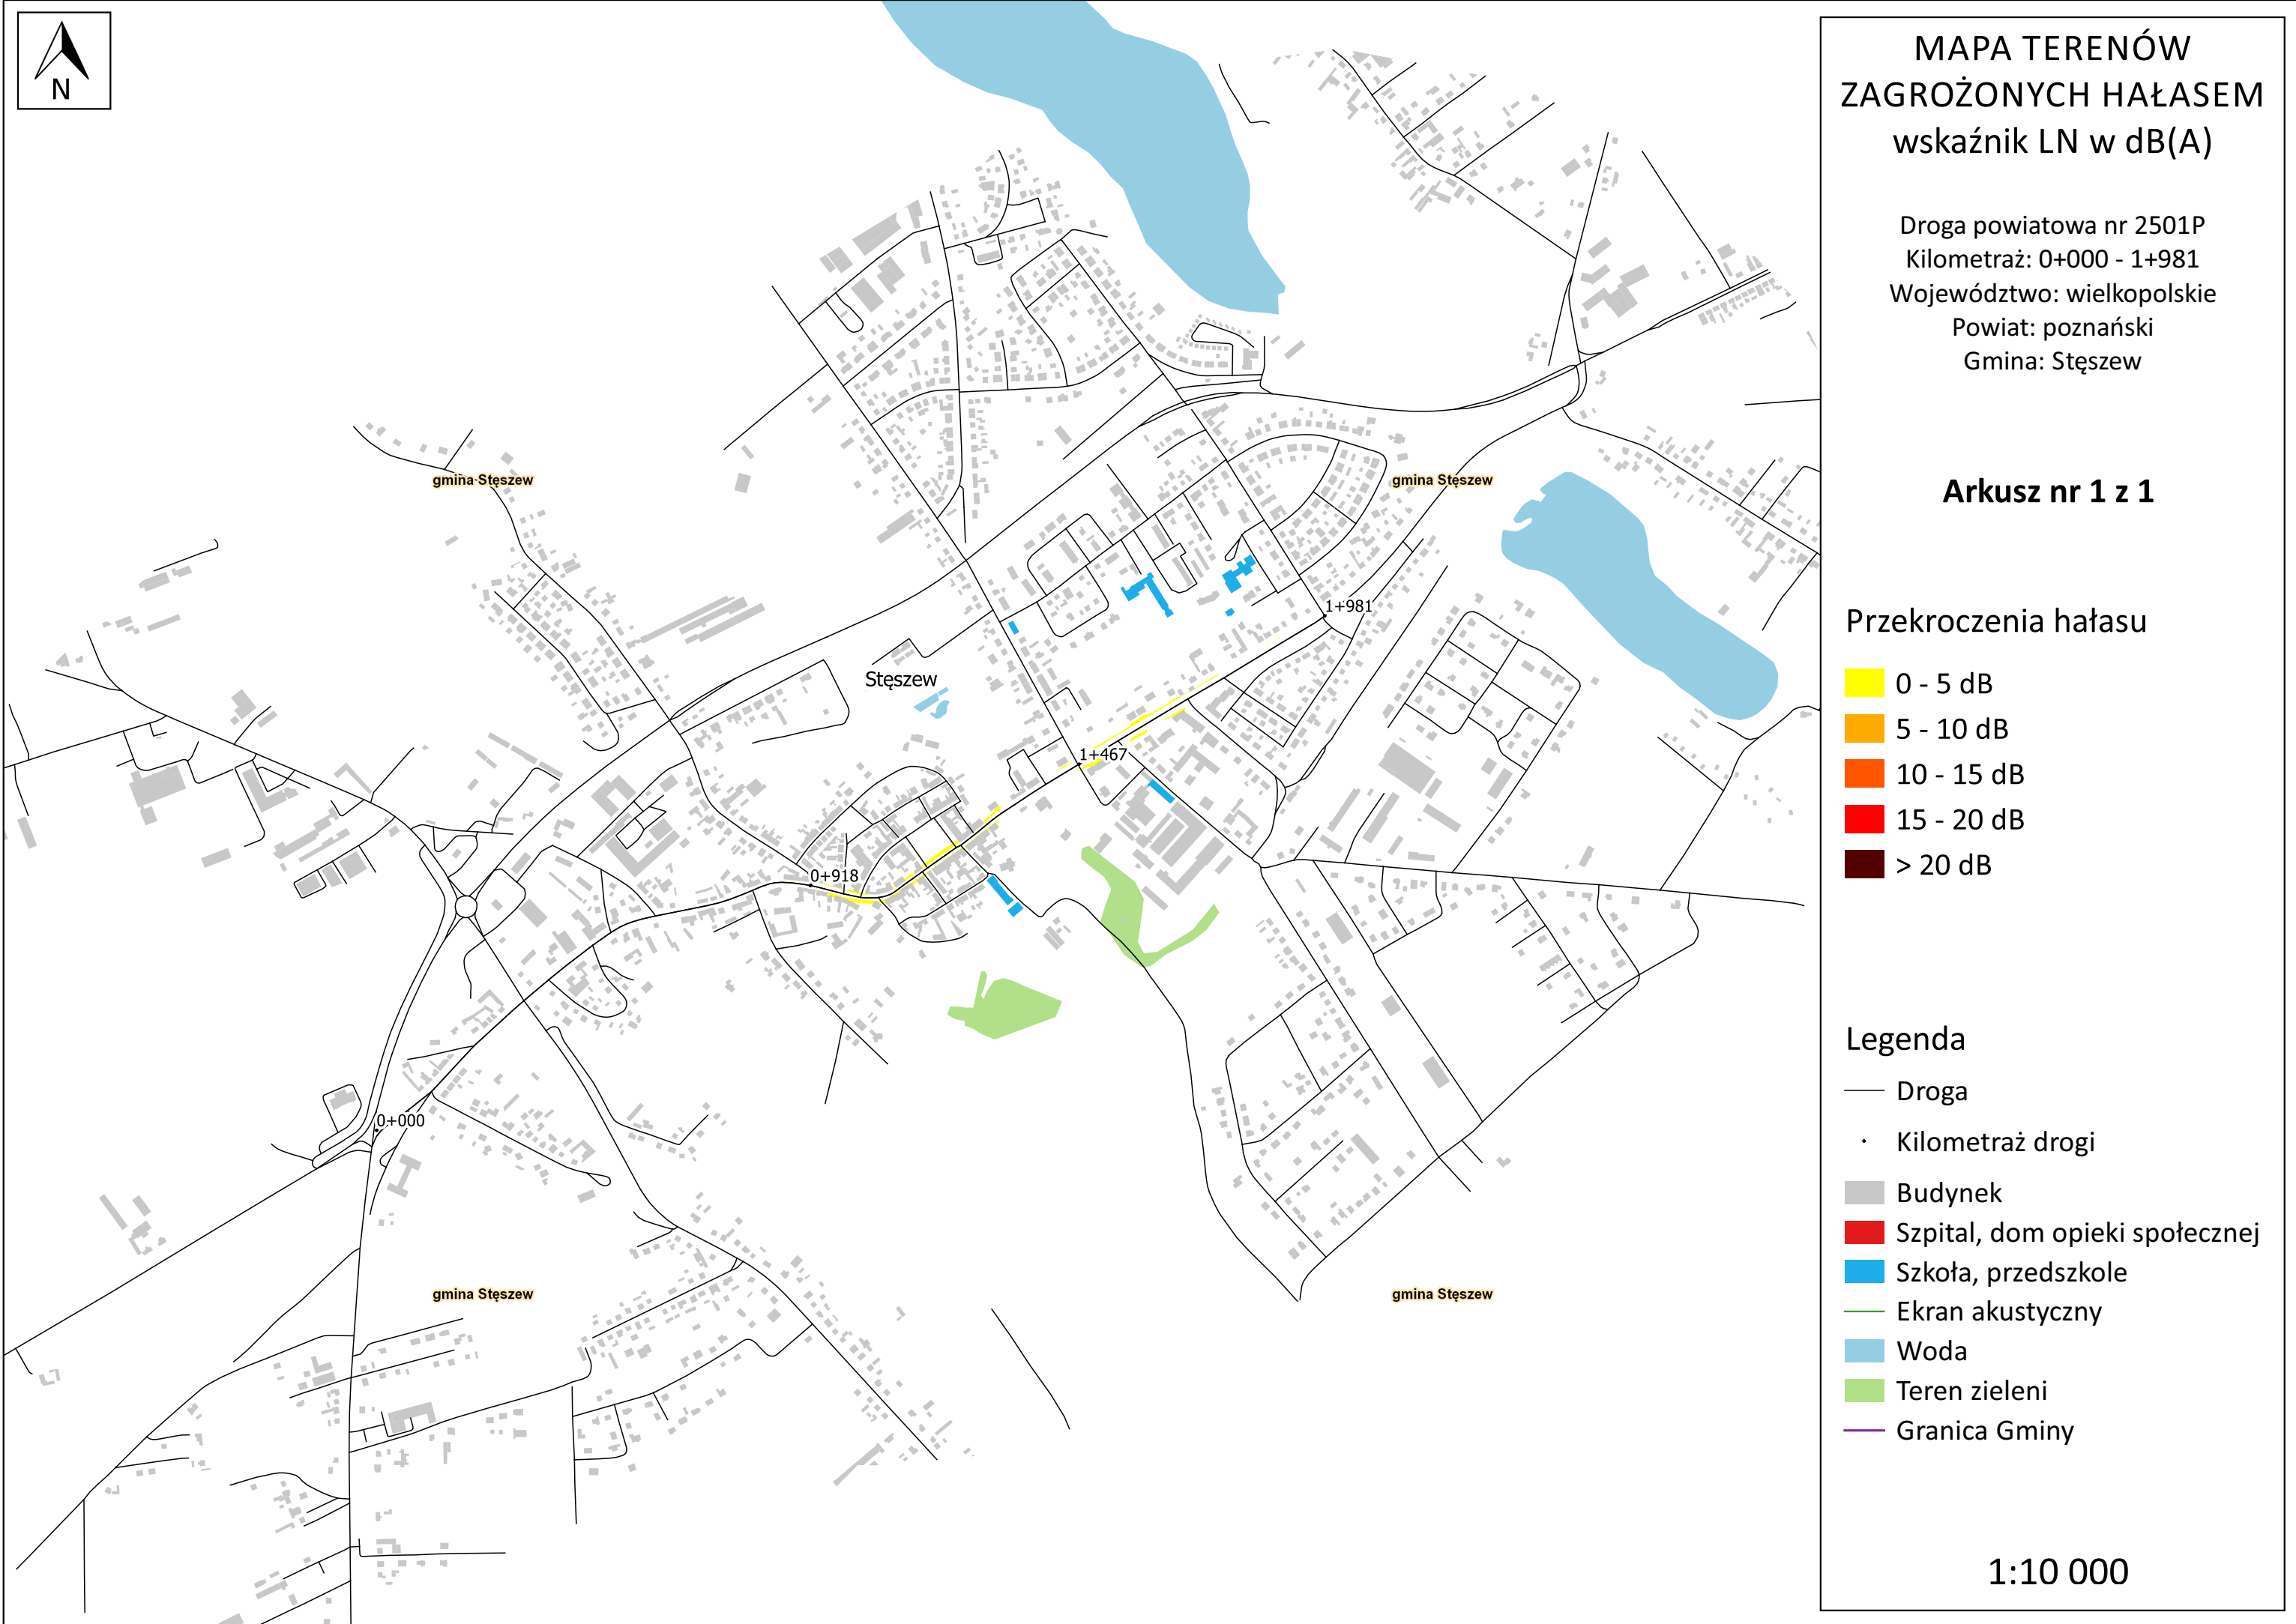 N
gmina Stęszew
gmina Stęszew
1+981
Stęszew
1+467
0+918
0+000
gmina Stęszew
gmina Stęszew
MAPA TERENÓW
ZAGROŻONYCH HAŁASEM
wskaźnik LN w dB(A)
Droga powiatowa nr 2501P
Kilometraż: 0+000 - 1+981
Województwo: wielkopolskie
Powiat: poznański
Gmina: Stęszew
Arkusz nr 1 z 1
Przekroczenia hałasu
0 - 5 dB
5 - 10 dB
10 - 15 dB
15 - 20 dB
> 20 dB
Legenda
Droga
Kilometraż drogi
Budynek
Szpital, dom opieki społecznej
Szkoła, przedszkole
Ekran akustyczny
Woda
Teren zieleni
Granica Gminy
1:10 000